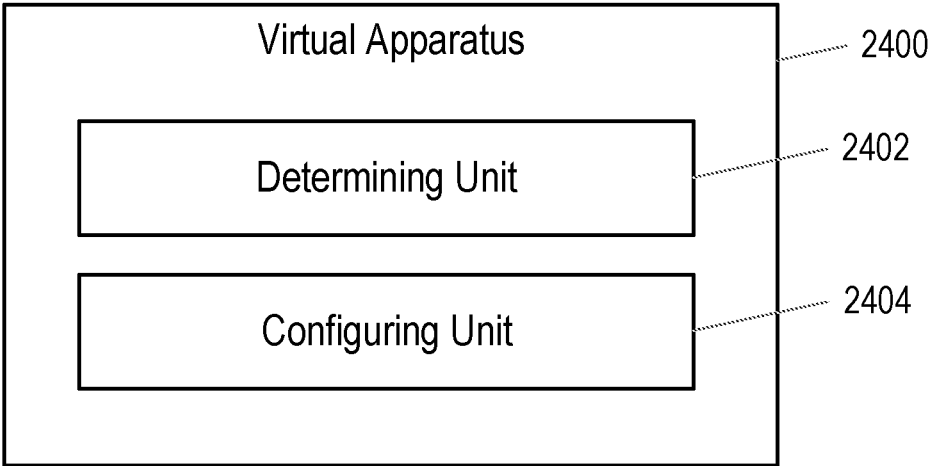 Virtual Apparatus
2400
Determining Unit
2402
Configuring Unit
2404